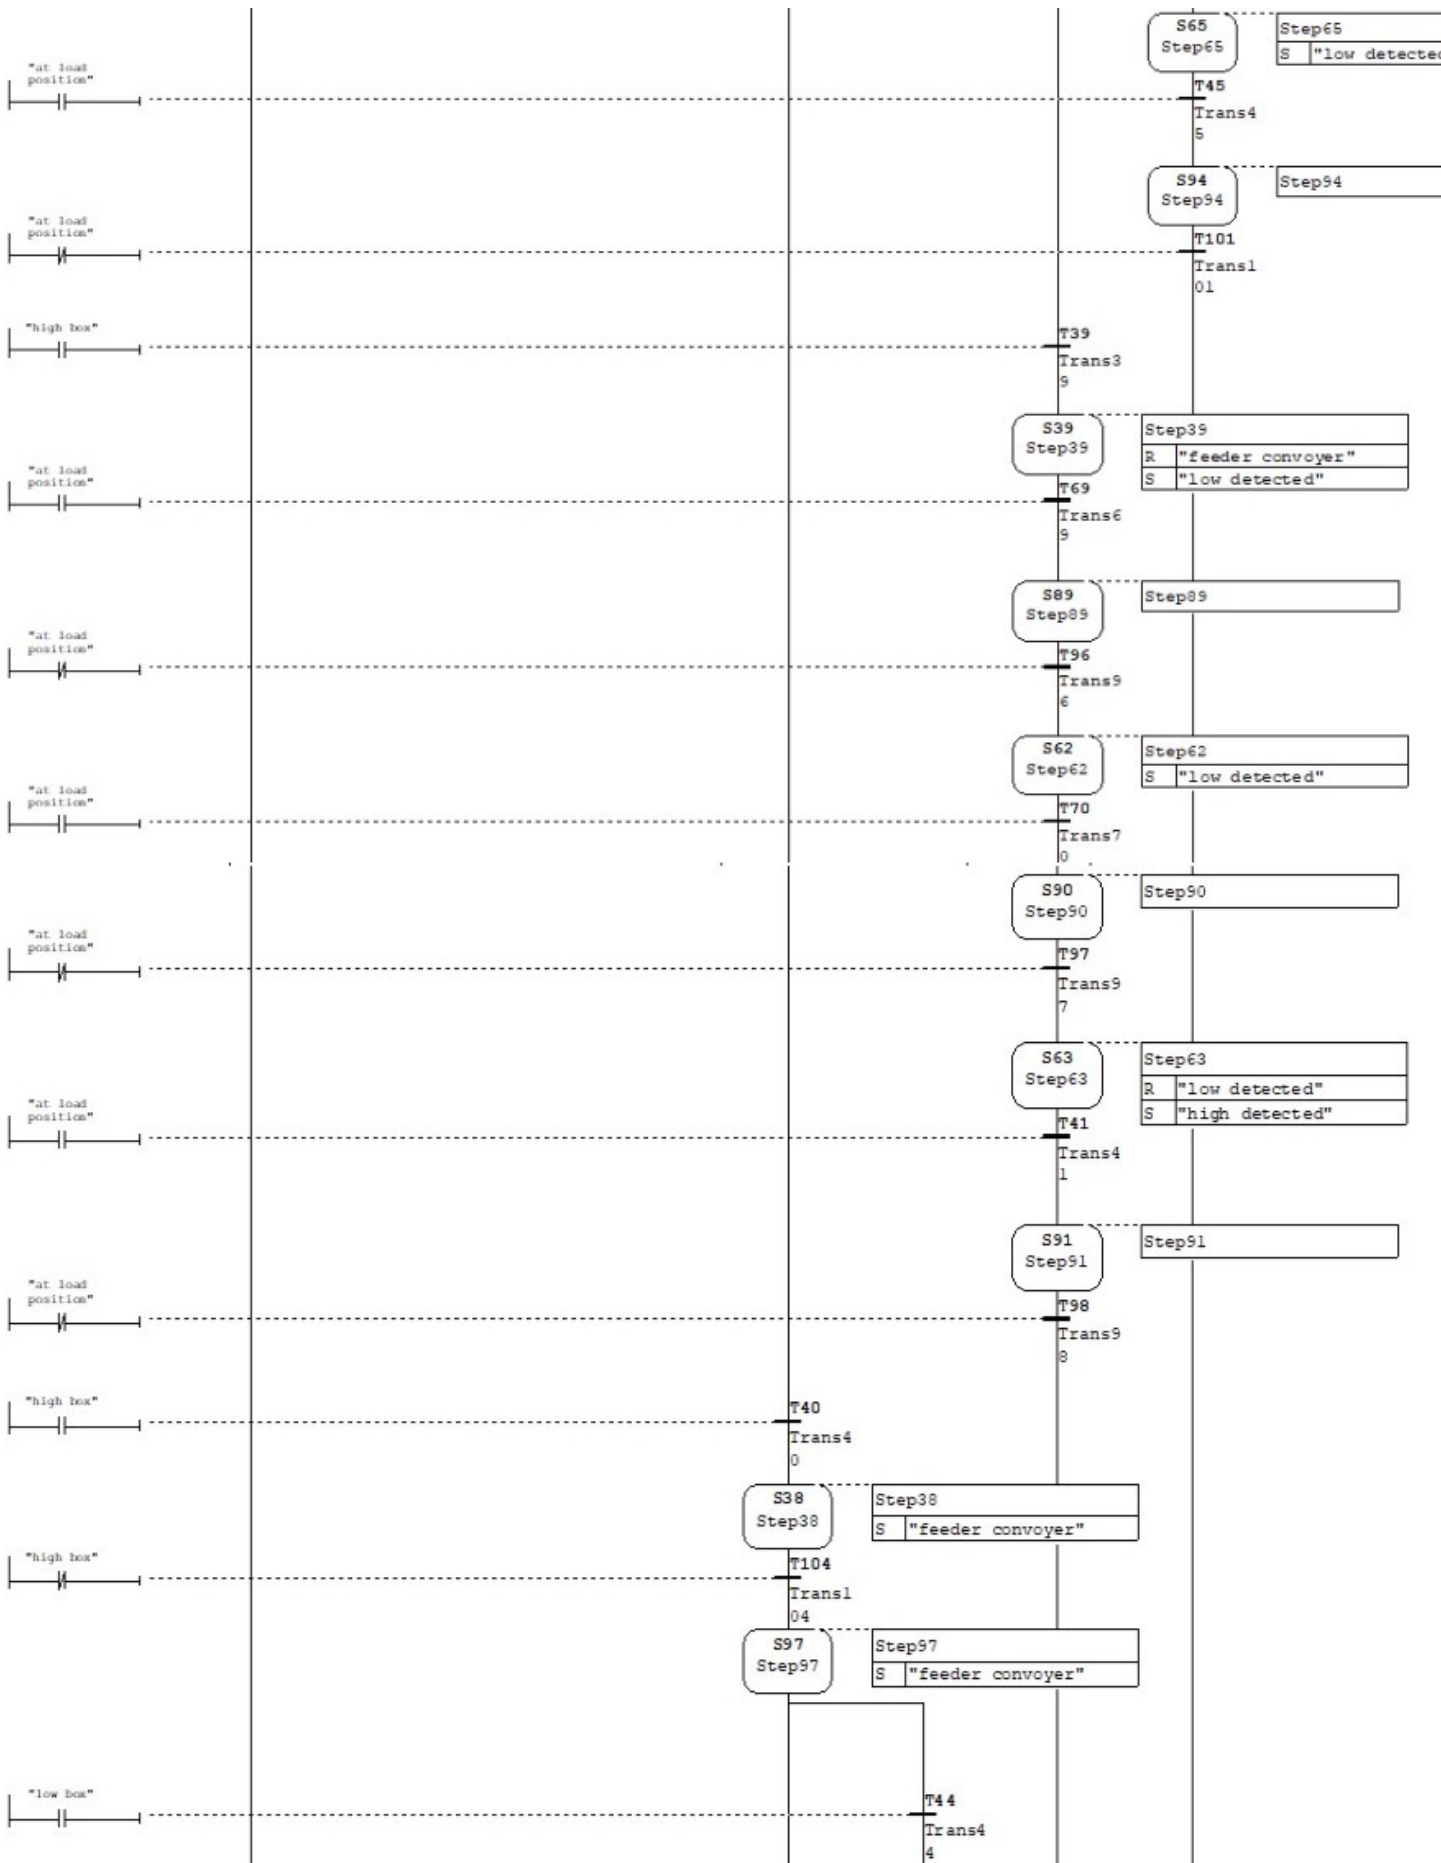 S65
Step65
Step65
S "low detected
"at load
position"
T45
Trans4
5
S94
Step94
Step94
"at load
position"
T101
Trans1
01
"high box"
T39
Trans3
9
S39
Step39
Step39
R "feeder convoyer"
S "low detected"
"at load
position"
T69
Trans6
9
S89
Step89
Step89
"at load
position"
T96
Trans9
6
S62
Step62
Step62
S "low detected"
"at load
position"
T70
Trans7
0
S90
Step90
Step90
"at load
position"
T97
Trans9
7
S63
Step63
Step63
R "low detected"
S "high detected"
"at load
position"
T41
Trans4
1
S91
Step91
Step91
"at load
position"
T98
Trans9
8
"high box"
T40
Trans4
0
S38
Step38
Step38
S "feeder convoyer"
"high box"
T104
Trans1
04
S97
Step97
Step97
S "feeder convoyer"
"low box"
T44
Trans4
4